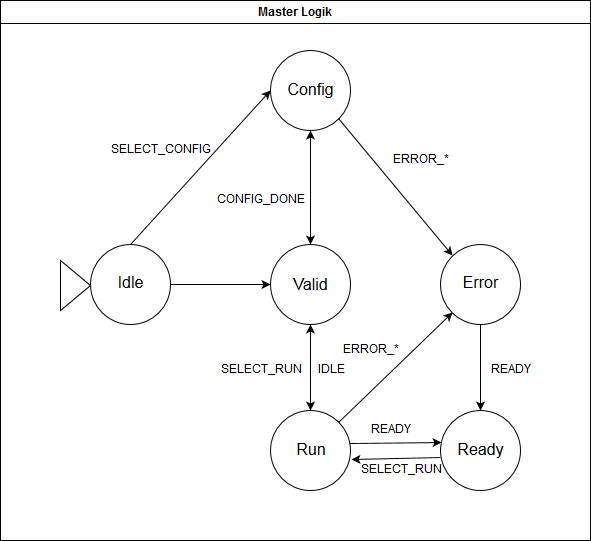 Master Logik
Config
SELECT_CONFIG
ERROR_*
CONFIG_DONE
Idle
Valid
Error
ERROR_*
SELECT_RUN
IDLE
READY
READY
Run
Ready
SELECT_RUN